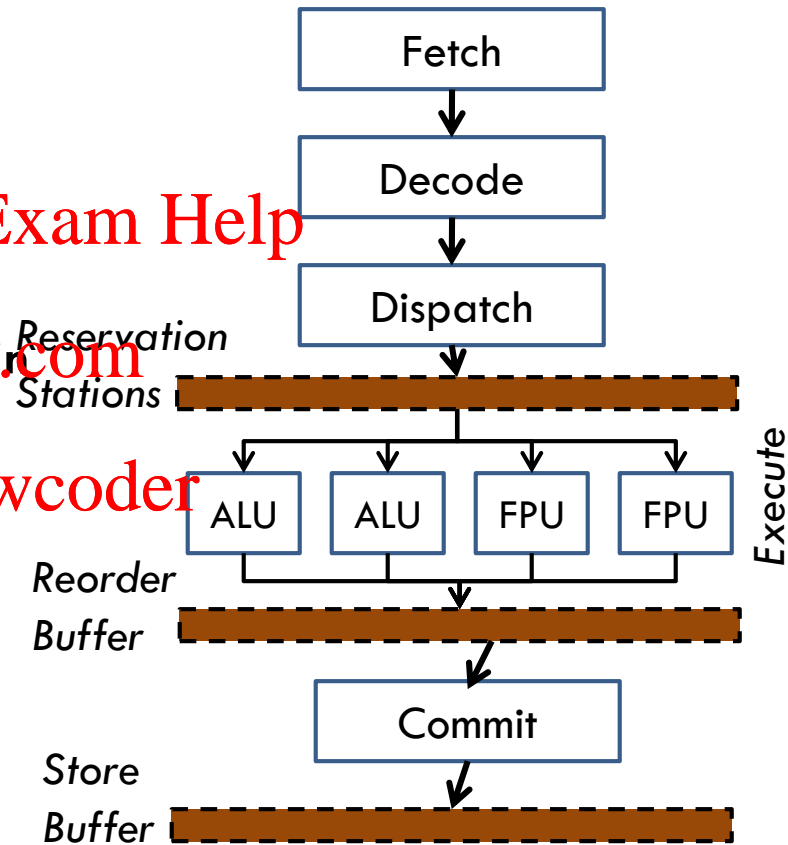 Fetch
Decode
Exam Help
Dispatch
Reservation
n
.com
Stations
Execute
wcoder
ALU ALU FPU FPU
Reorder
Buffer
Commit
Store
Buffer